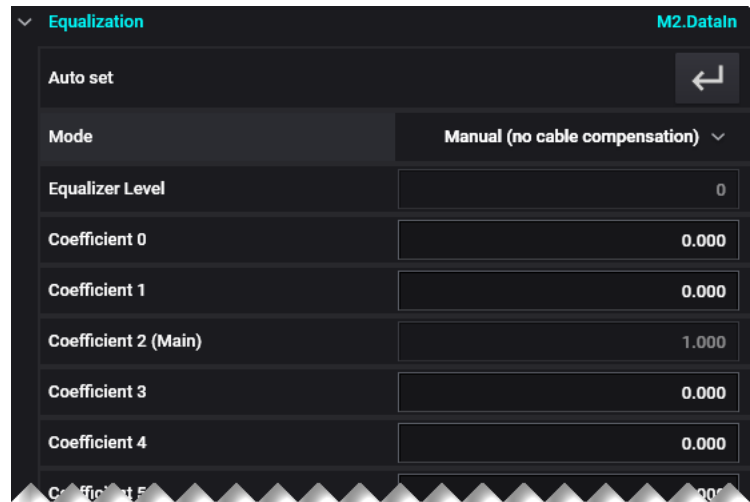 Equalization M2.DataIn
Auto set
Mode Manual (no cable compensation)
Equalizer Level 0
Coefficient 0 0.000
Coefficient 1 0.000
Coefficient 2 (Main) 1.000
Coefficient 3 0.000
Coefficient 4 0.000